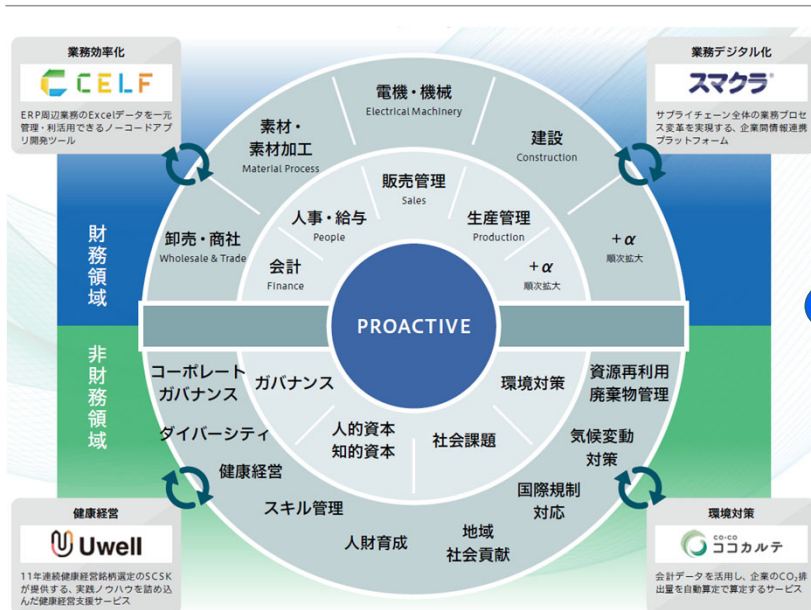 業務効率化
CELF
ERP周辺業務のExcelデータを一元
管理・利活用できるノーコードアプ
リ開発ツール
業務デジタル化
スマクラ
サプライチェーン全体の業務プロセ
ス変革を実現する、企業間情報連携
プラットフォーム
電機・機械
Electrical Machinery
素材・
素材加工
Material Process
建設
Construction
卸売・商社
Wholesale & Trade
+α
順次拡大
販売管理
Sales
人事・給与
People
生産管理
Production
会計
Finance
+α
順次拡大
財務領域
PROACTIVE
非財務領域
ガバナンス
環境対策
人的資本
知的資本
社会課題
コーポレート
ガバナンス
資源再利用
廃棄物管理
ダイバーシティ
気候変動
対策
健康経営
国際規制
対応
スキル管理
人財育成
地域
社会貢献
健康経営
Uwell
11年連続健康経営銘柄選定のSCSK
が提供する、実践ノウハウを詰め込
んだ健康経営支援サービス
環境対策
co-co
ココカルテ
会計データを活用し、企業のCO₂排
出量を自動算定で算定するサービス